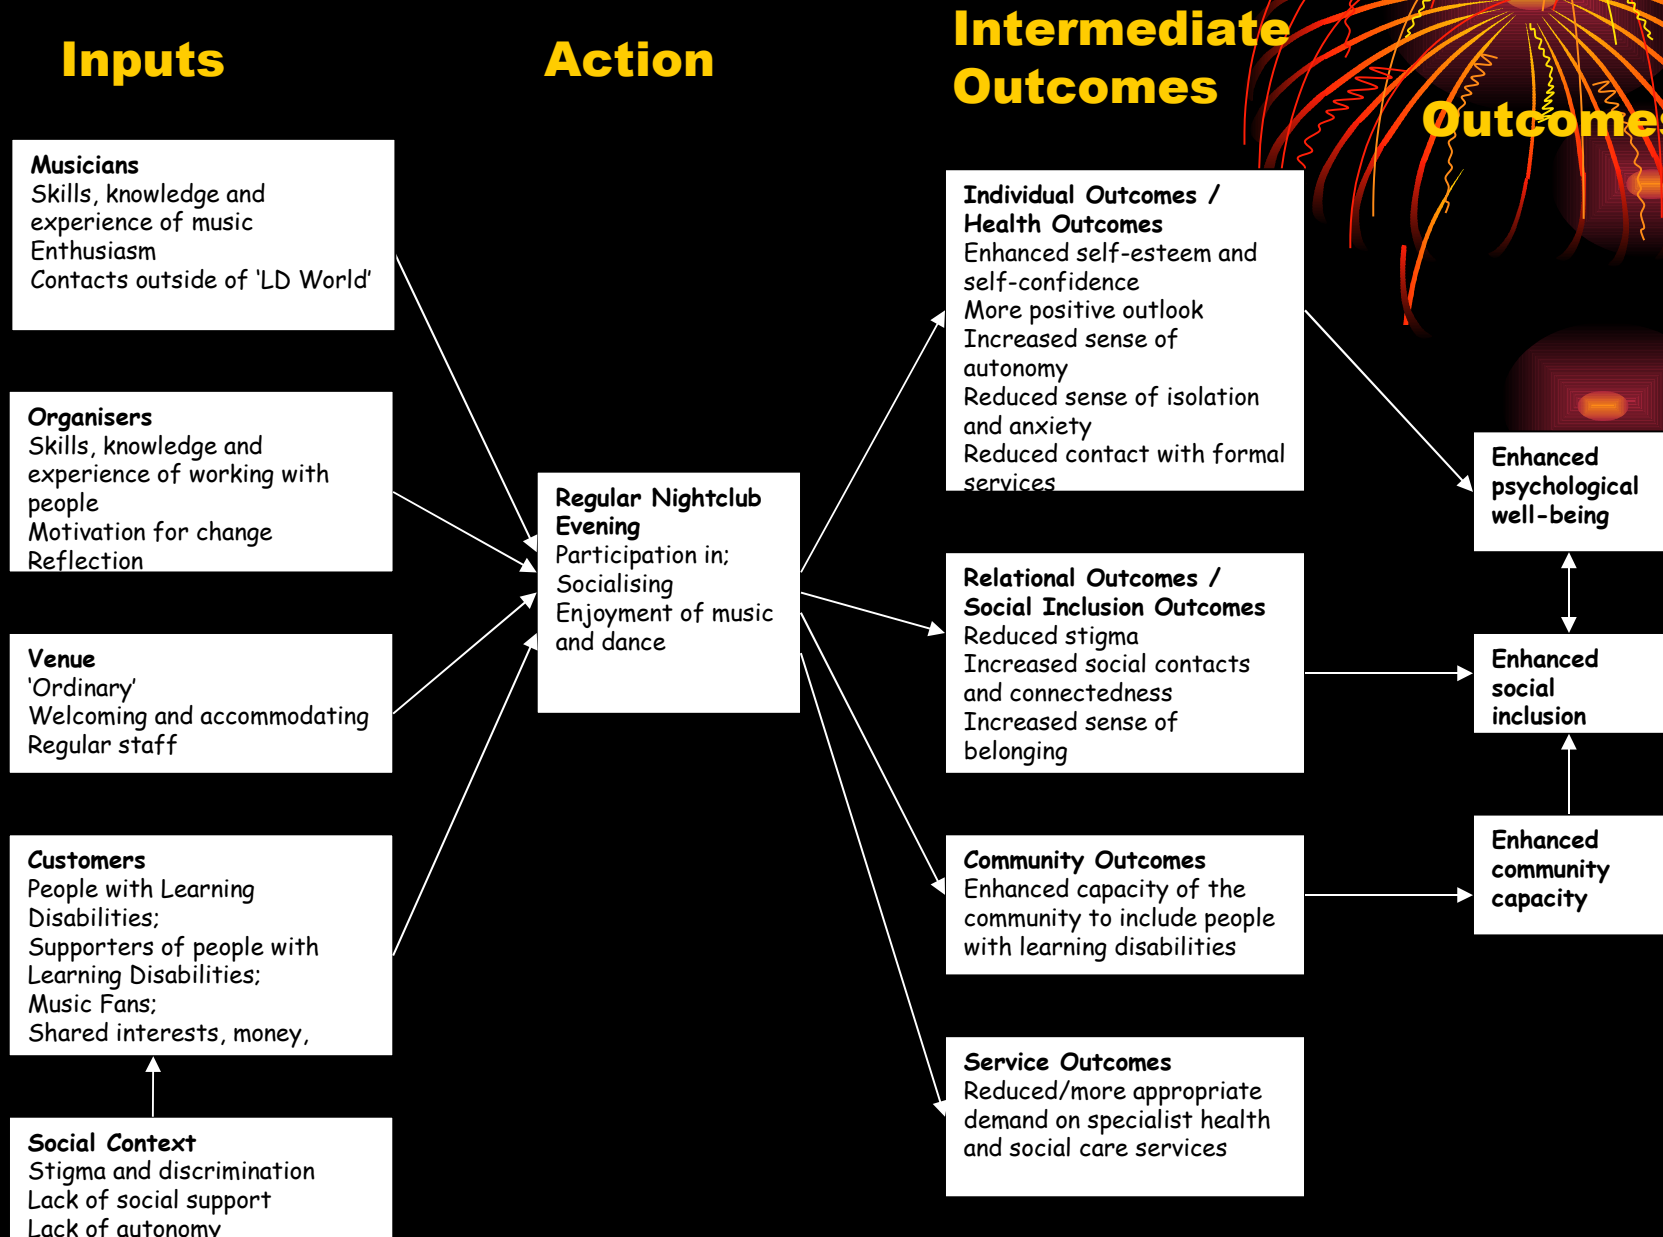 Inputs
Action
Intermediate
Outcomes
Outcomes
Musicians
Skills, knowledge and
experience of music
Enthusiasm
Contacts outside of ‘LD World’
Organisers
Skills, knowledge and
experience of working with
people
Motivation for change
Reflection
Venue
‘Ordinary’
Welcoming and accommodating
Regular staff
Customers
People with Learning
Disabilities;
Supporters of people with
Learning Disabilities;
Music Fans;
Shared interests, money,
Social Context
Stigma and discrimination
Lack of social support
Lack of autonomy
Regular Nightclub
Evening
Participation in;
Socialising
Enjoyment of music
and dance
Individual Outcomes /
Health Outcomes
Enhanced self-esteem and
self-confidence
More positive outlook
Increased sense of
autonomy
Reduced sense of isolation
and anxiety
Reduced contact with formal
services
Relational Outcomes /
Social Inclusion Outcomes
Reduced stigma
Increased social contacts
and connectedness
Increased sense of
belonging
Community Outcomes
Enhanced capacity of the
community to include people
with learning disabilities
Service Outcomes
Reduced/more appropriate
demand on specialist health
and social care services
Enhanced
psychological
well-being
Enhanced
social
inclusion
Enhanced
community
capacity